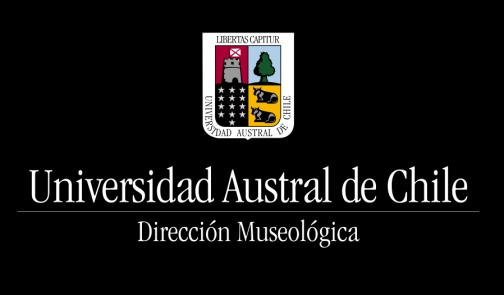 LIBERTAS CAPITUR
UNIVERSIDAD AUSTRAL DE CHILE
Universidad Austral de Chile
Dirección Museológica